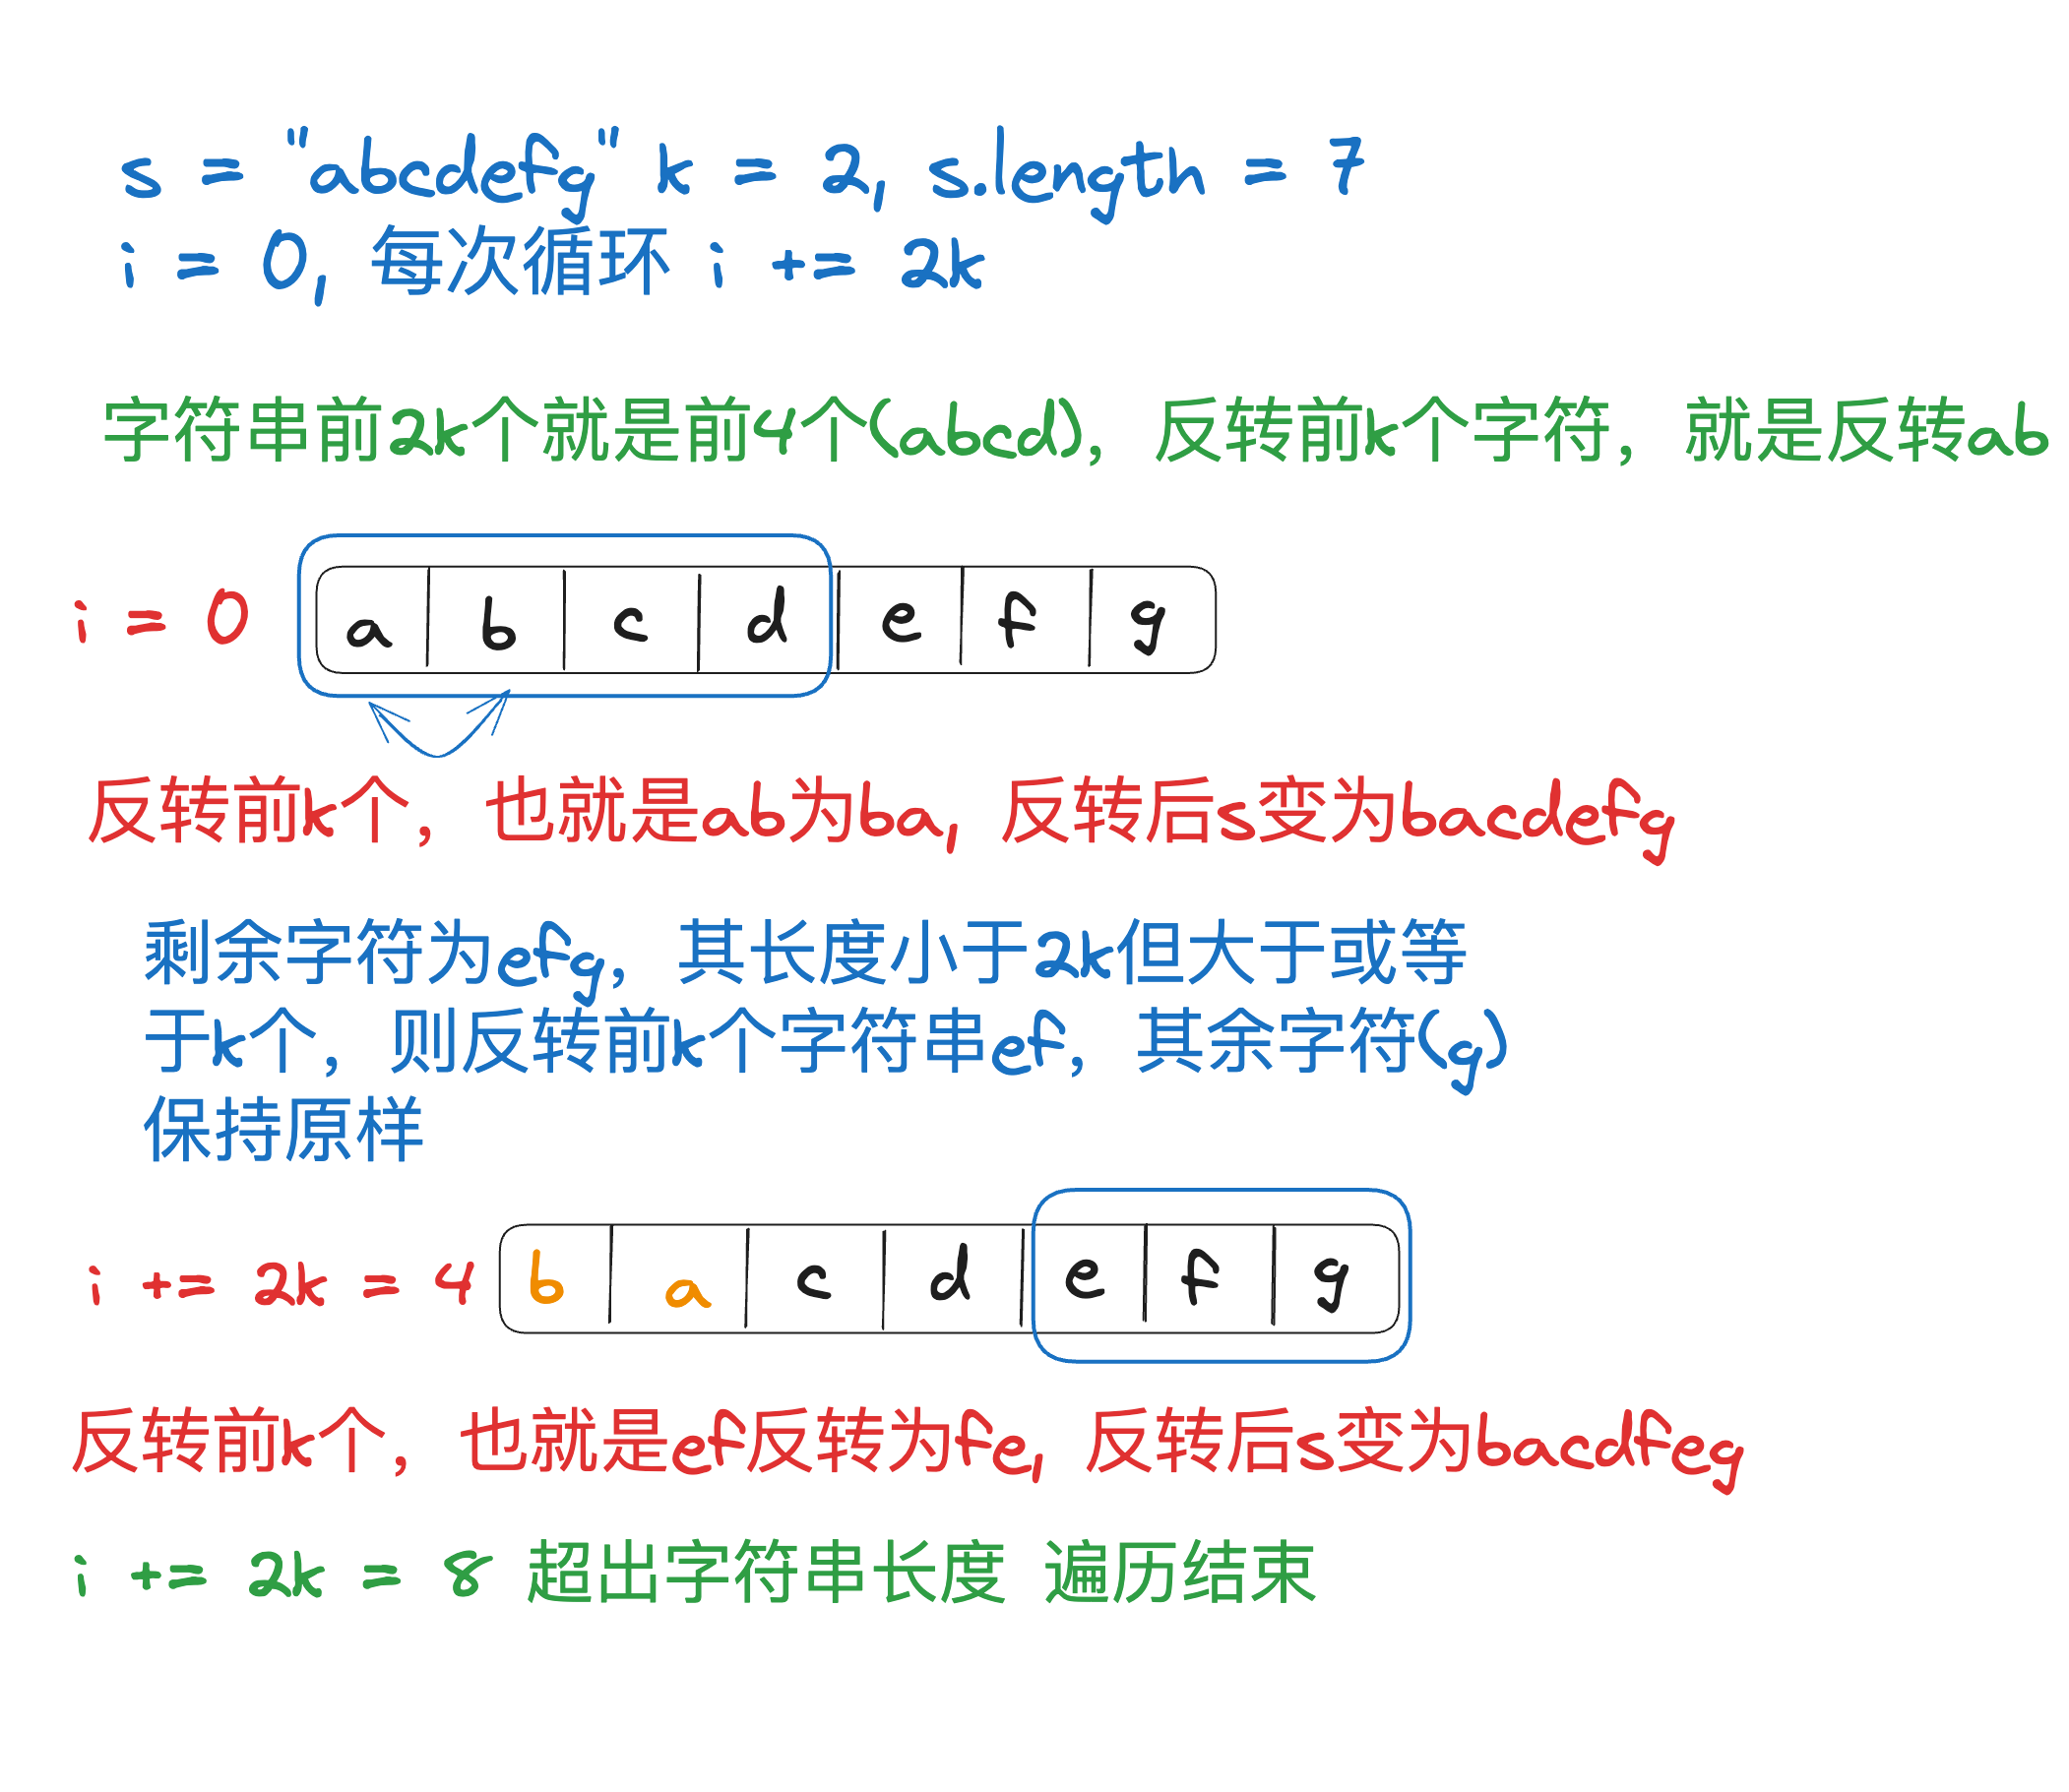 s = "abcdefg" k = 2, s.length = 7
i = 0, 每次循环 i += 2k
字符串前2k个就是前4个(abcd)，反转前k个字符，就是反转ab
i = 0 a b c d e f g
反转前k个，也就是ab为ba, 反转后s变为bacdefg
剩余字符为efg，其长度小于2k但大于或等
于k个，则反转前k个字符串ef，其余字符(g)
保持原样
i += 2k = 4 b a c d e f g
反转前k个，也就是ef反转为fe, 反转后s变为bacdfeg
i += 2k = 8 超出字符串长度 遍历结束